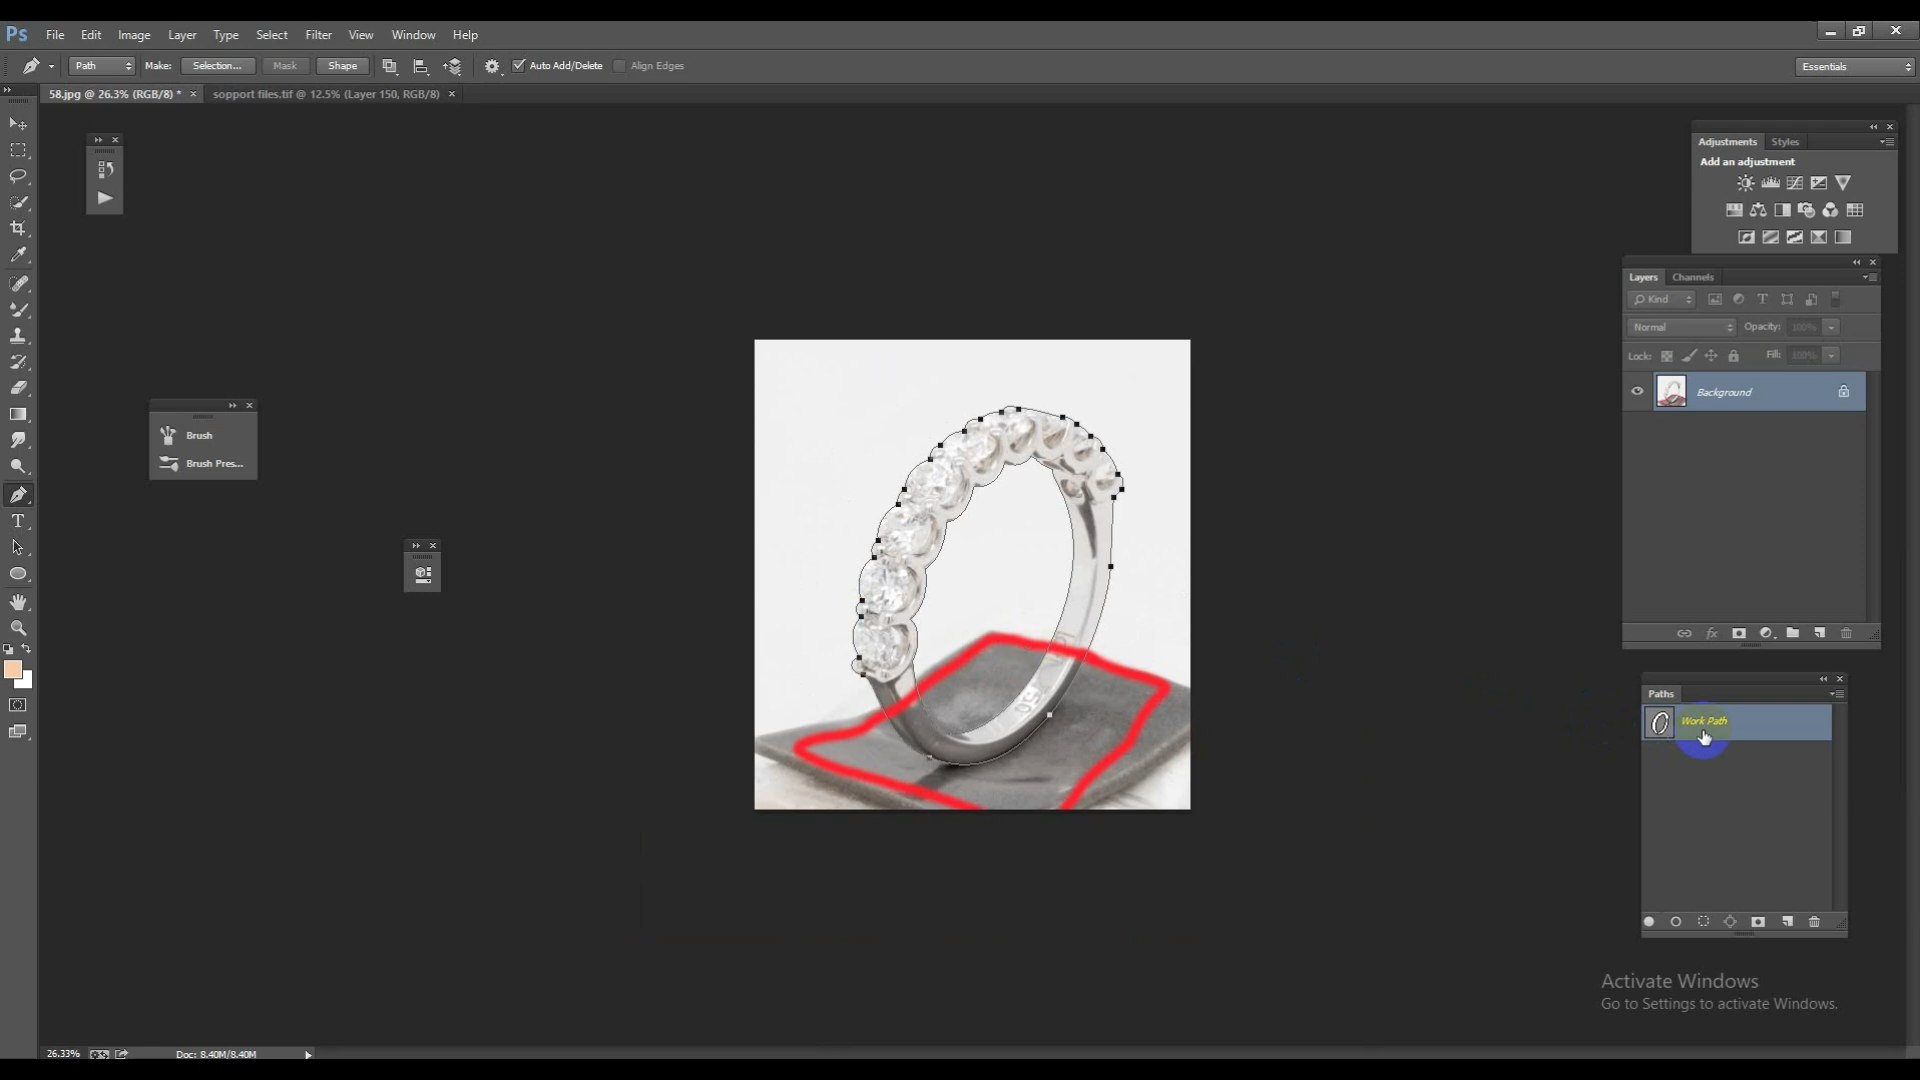 Ps File Edit Image Layer Type Select Filter View Window Help
Path Make: Selection... Mask Shape Auto Add/Delete Align Edges Essentials
58.jpg @ 26.3% (RGB/8) * sopport files.tif @ 12.5% (Layer 150, RGB/8)
Adjustments Styles
Add an adjustment
Layers Channels
Kind
Normal Opacity: 100%
Lock: Fill: 100%
Background
Brush
Brush Pres...
Paths
Work Path
50
Activate Windows
Go to Settings to activate Windows.
26.33% Doc: 8.40M/8.40M